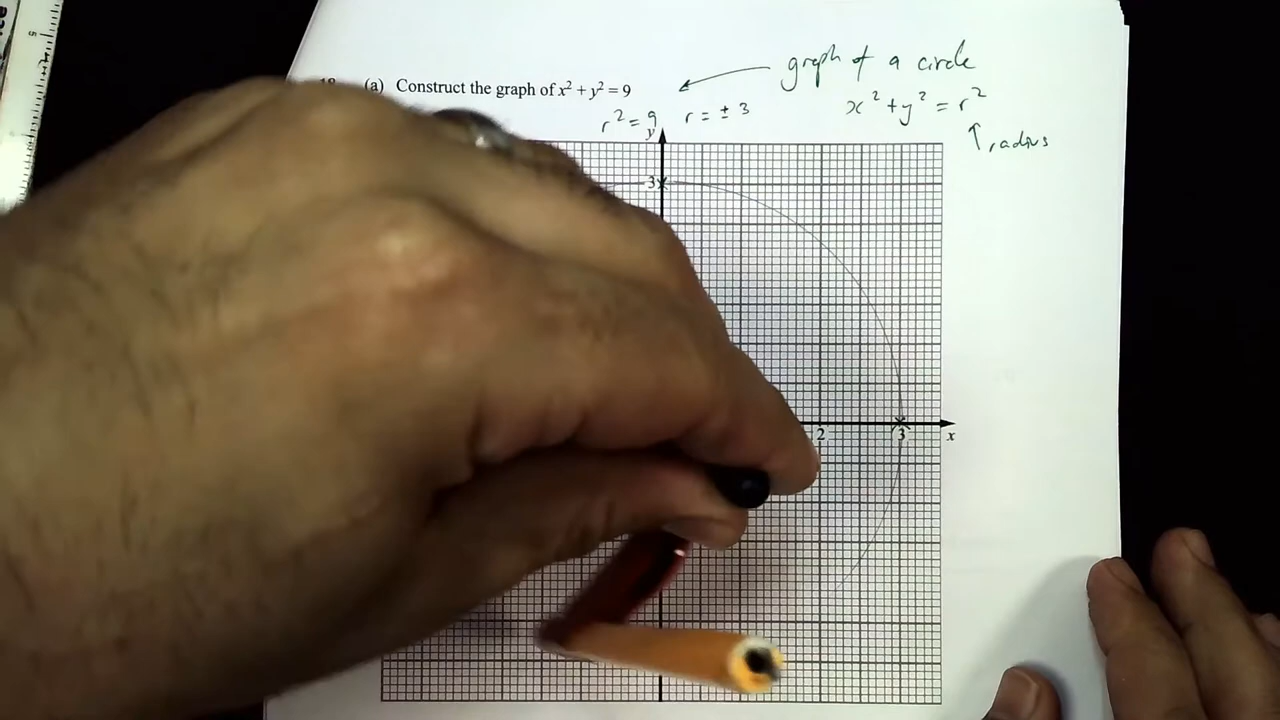 graph of a circle
(a) Construct the graph of x² + y² = 9
x² + y² = r²
r² = 9 r = ± 3
↑ radius
y
3
2 3 x
5